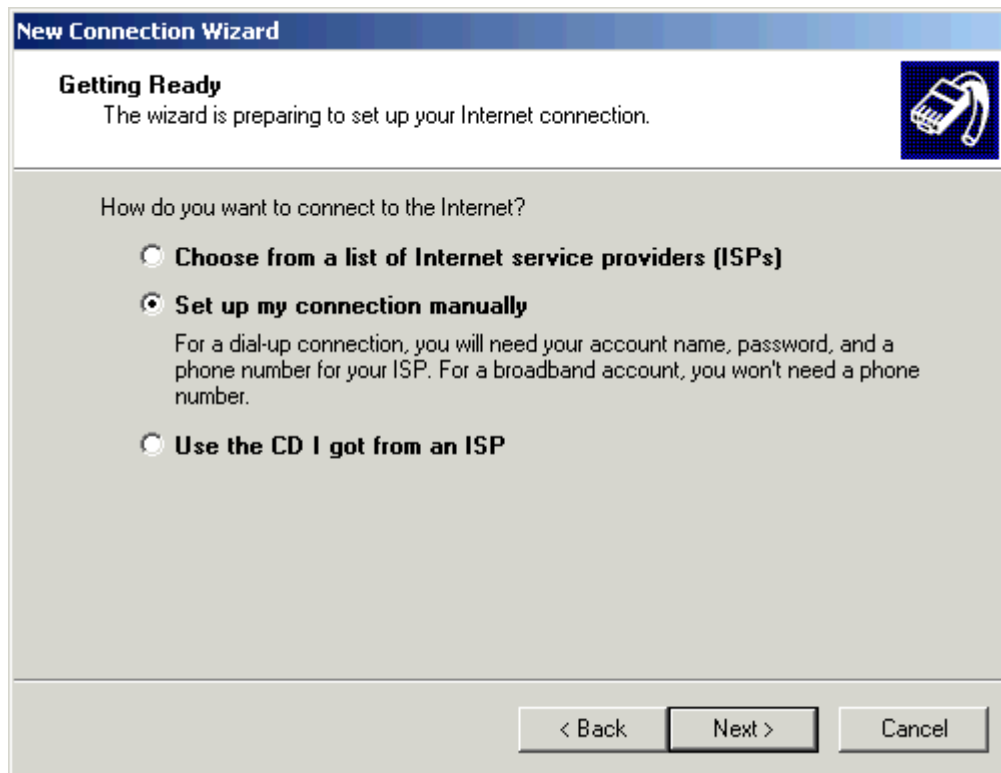 New Connection Wizard
Getting Ready
The wizard is preparing to set up your Internet connection.
How do you want to connect to the Internet?
Choose from a list of Internet service providers (ISPs)
Set up my connection manually
For a dial-up connection, you will need your account name, password, and a
phone number for your ISP. For a broadband account, you won't need a phone
number.
Use the CD I got from an ISP
< Back Next > Cancel